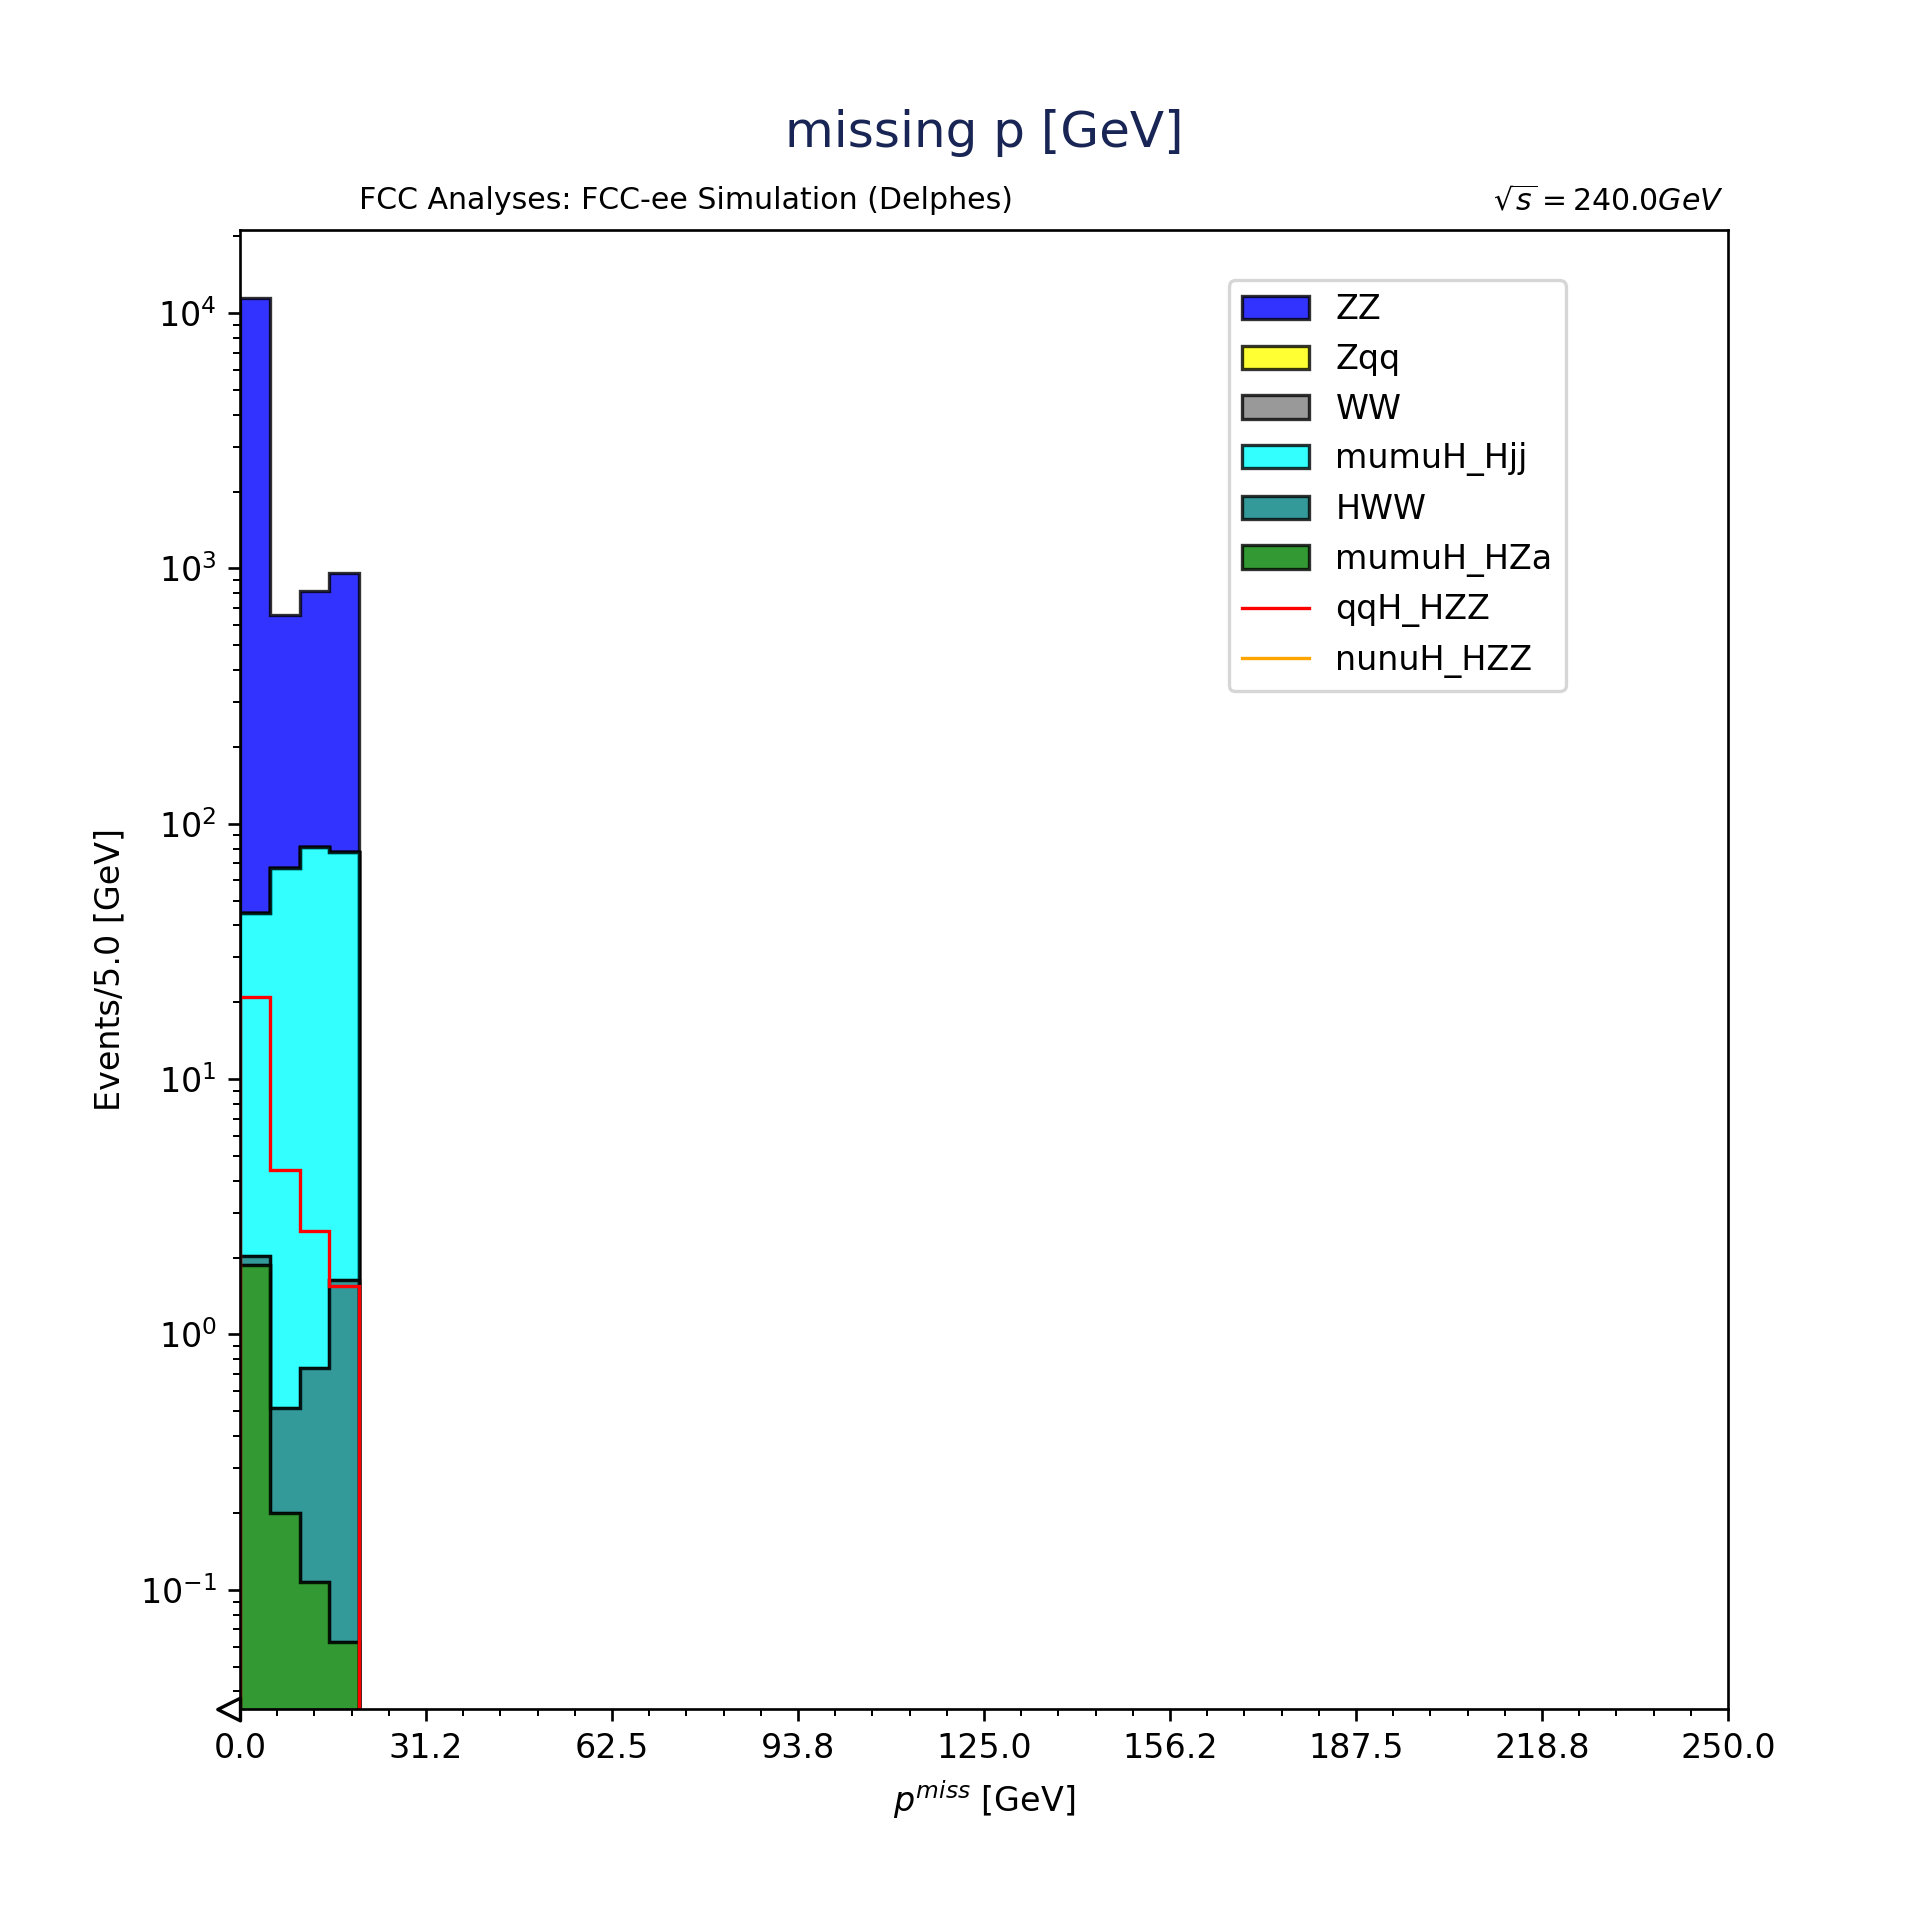 missing p [GeV]
FCC Analyses: FCC-ee Simulation (Delphes)
√s = 240.0GeV
10⁴
10³
10²
10¹
10⁰
10⁻¹
Events/5.0 [GeV]
ZZ
Zqq
WW
mumuH_Hjj
HWW
mumuH_HZa
qqH_HZZ
nunuH_HZZ
0.0 31.2 62.5 93.8 125.0 156.2 187.5 218.8 250.0
p^miss [GeV]